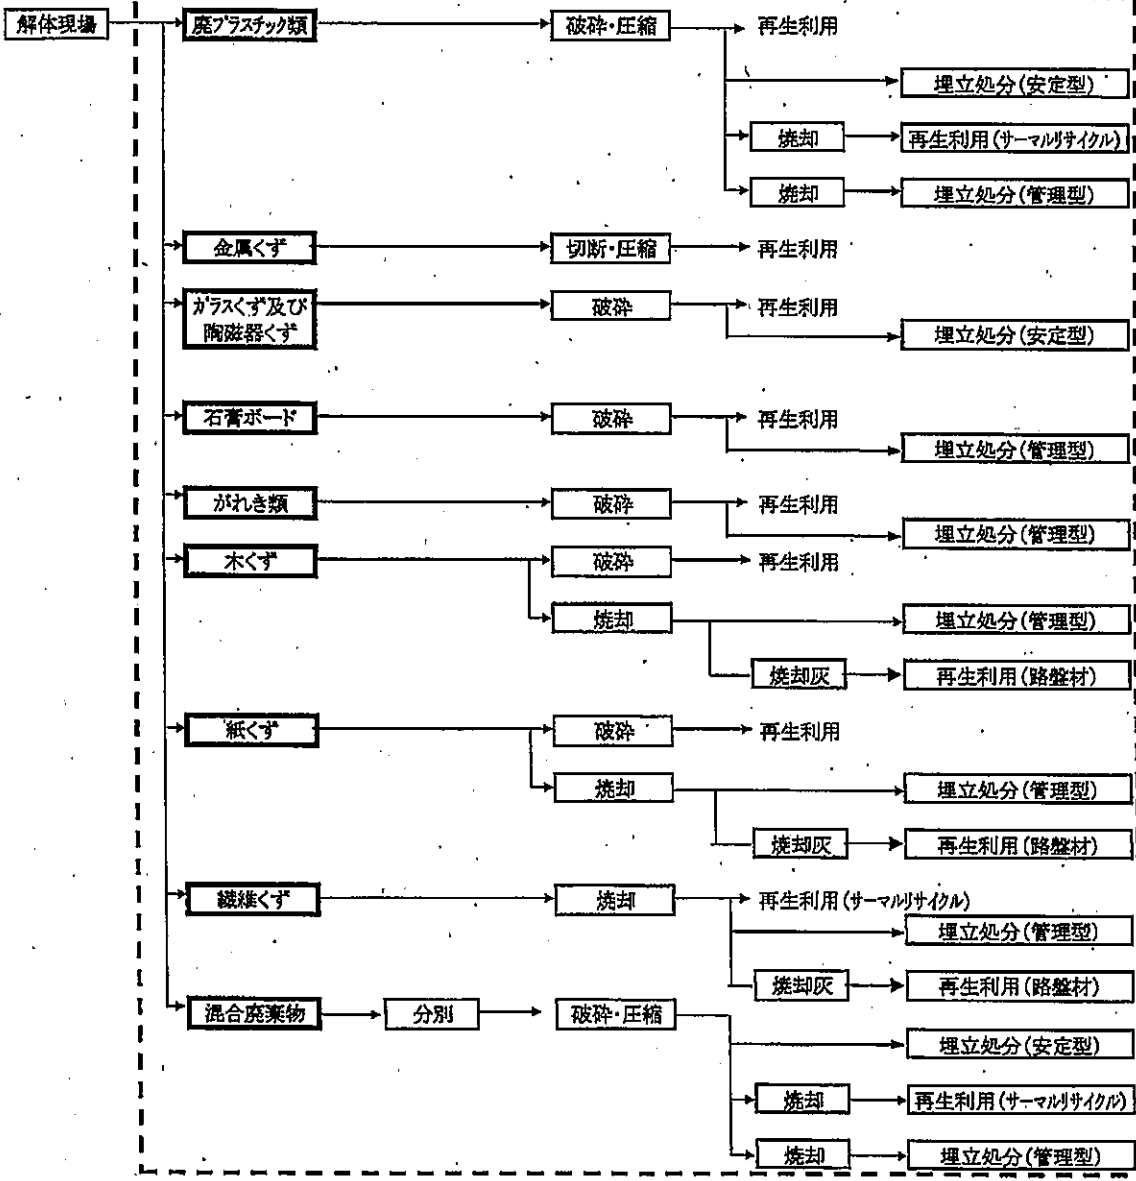 解体現場
廃プラスチック類
破砕・圧縮
再生利用
埋立処分(安定型)
焼却
再生利用(サーマルリサイクル)
焼却
埋立処分(管理型)
金属くず
切断・圧縮
再生利用
ガラスくず及び
陶磁器くず
破砕
再生利用
埋立処分(安定型)
石膏ボード
破砕
再生利用
埋立処分(管理型)
がれき類
破砕
再生利用
埋立処分(管理型)
木くず
破砕
再生利用
焼却
埋立処分(管理型)
焼却灰
再生利用(路盤材)
紙くず
破砕
再生利用
焼却
埋立処分(管理型)
焼却灰
再生利用(路盤材)
繊維くず
焼却
再生利用(サーマルリサイクル)
埋立処分(管理型)
焼却灰
再生利用(路盤材)
混合廃棄物
分別
破砕・圧縮
埋立処分(安定型)
焼却
再生利用(サーマルリサイクル)
焼却
埋立処分(管理型)